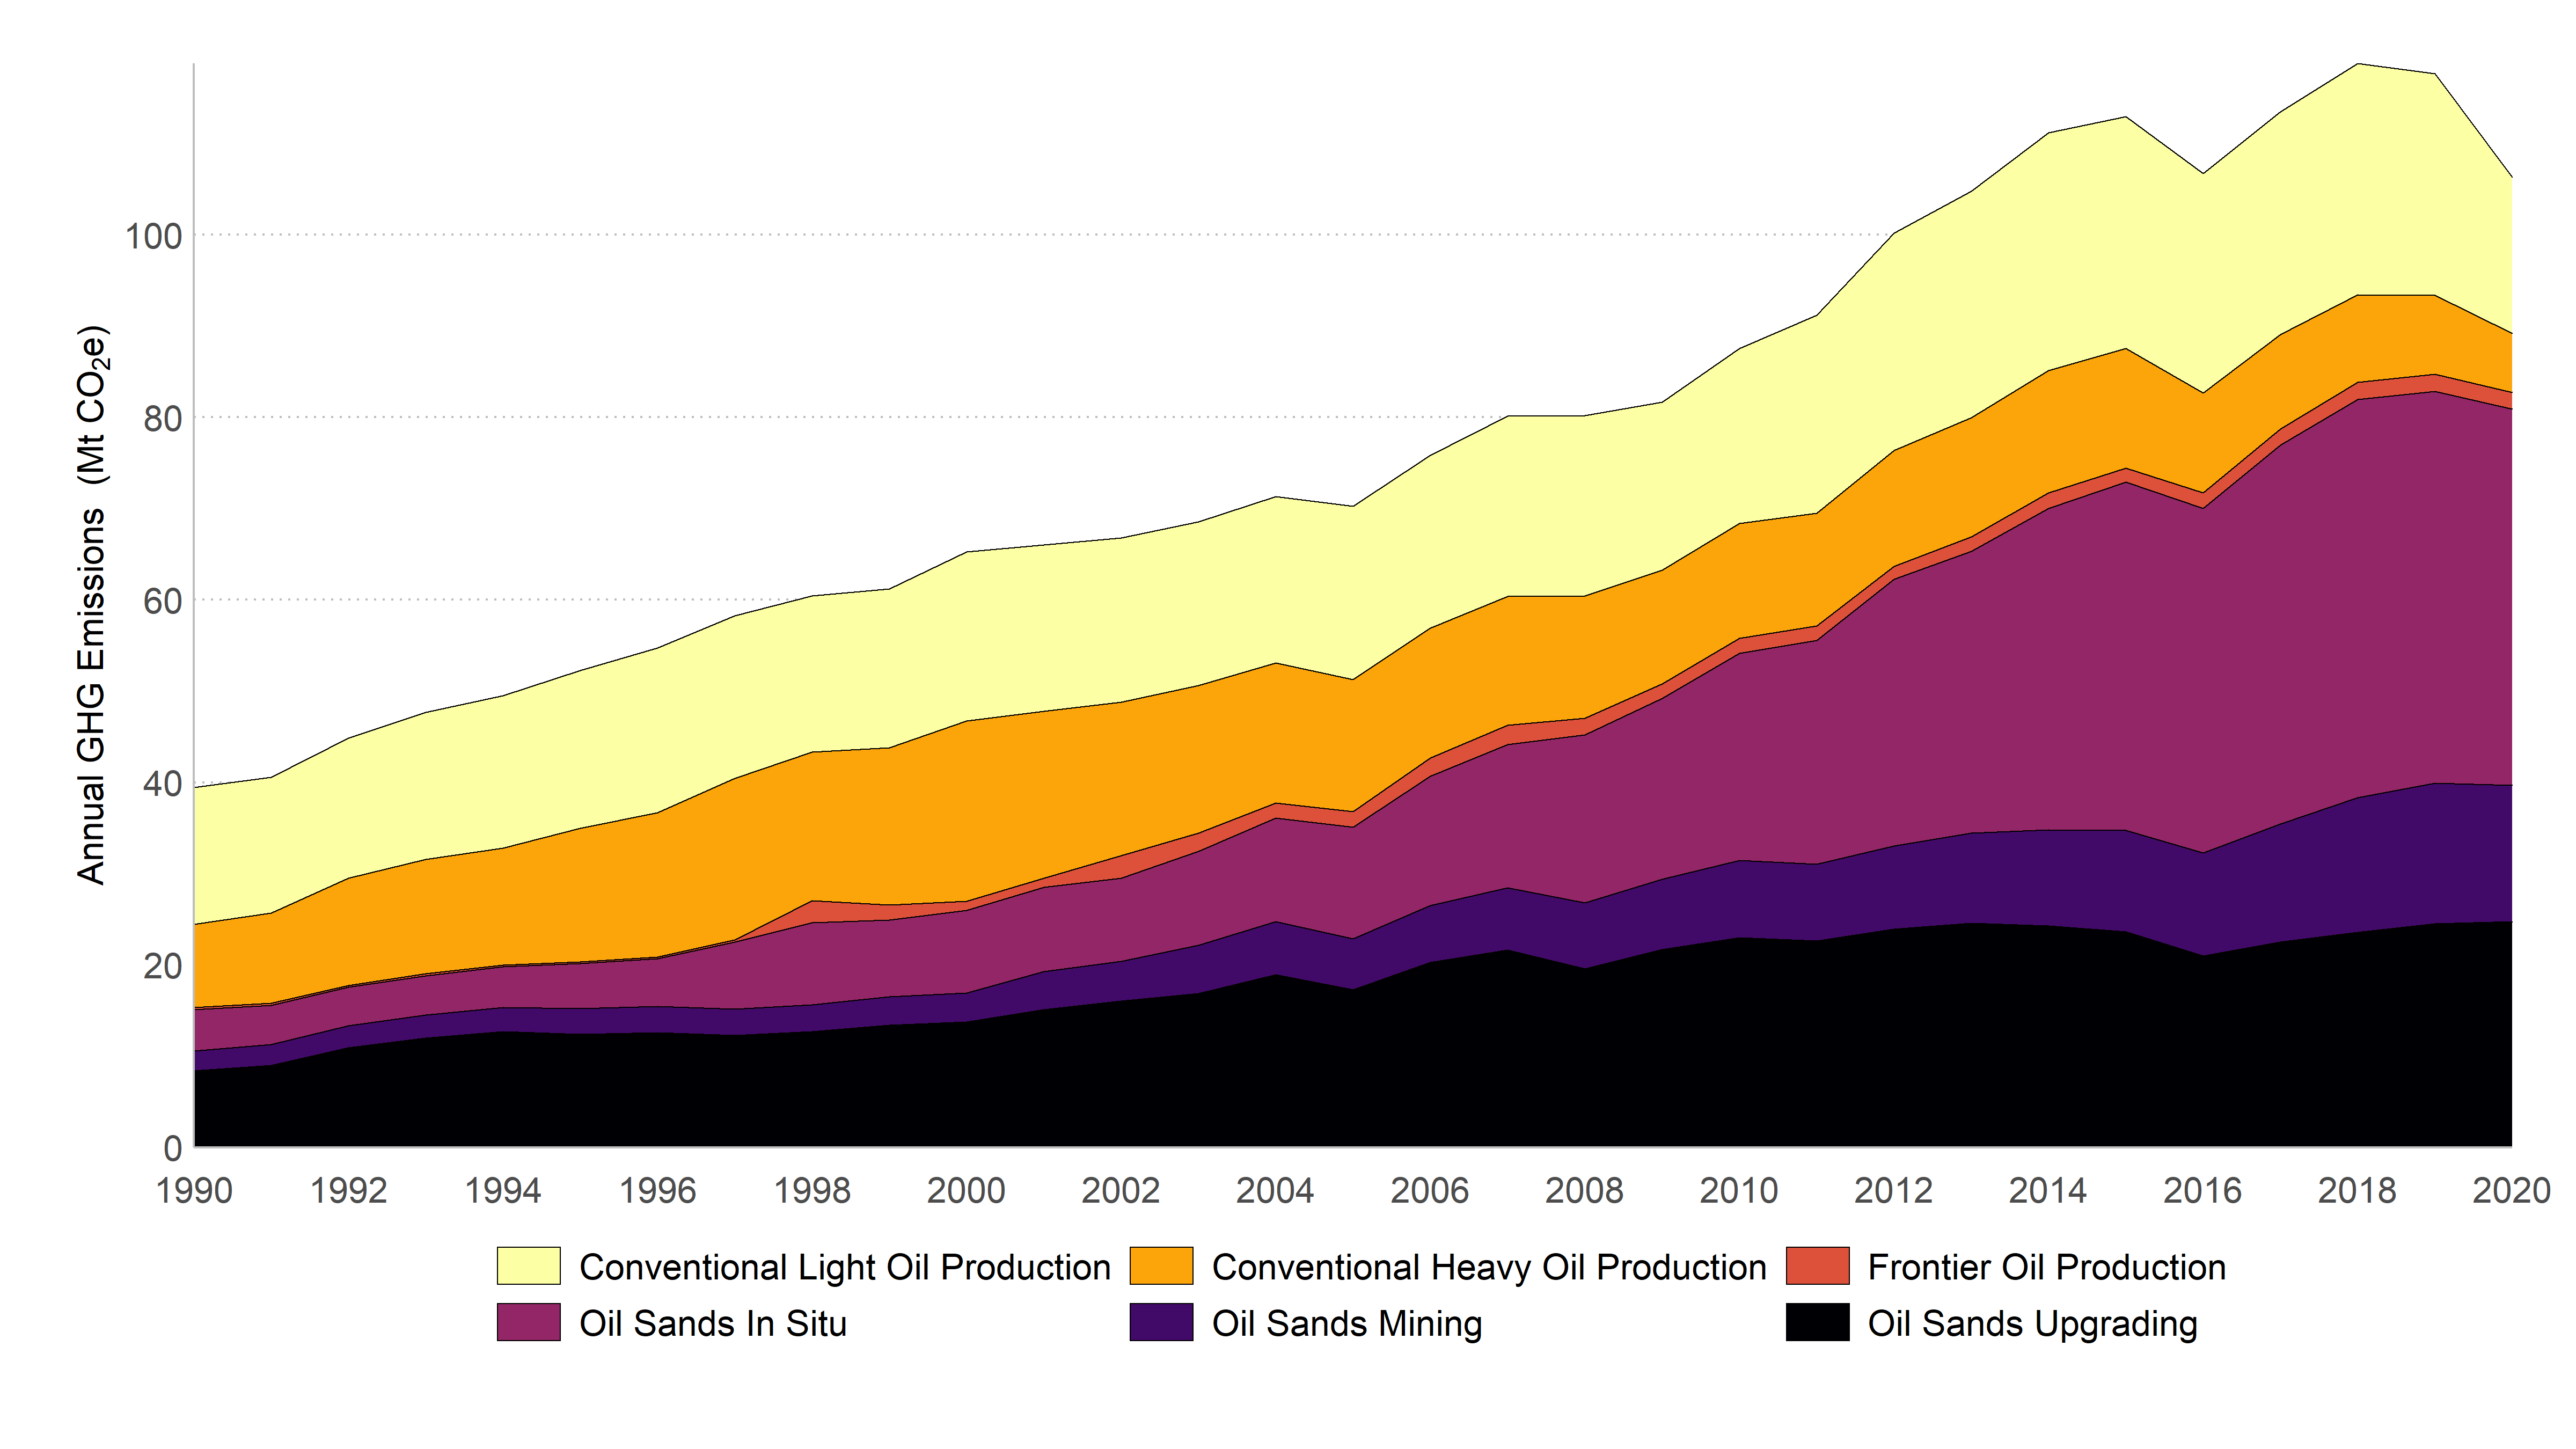 Annual GHG Emissions (Mt CO₂e)
100
80
60
40
20
0
1990 1992 1994 1996 1998 2000 2002 2004 2006 2008 2010 2012 2014 2016 2018 2020
Conventional Light Oil Production Conventional Heavy Oil Production Frontier Oil Production
Oil Sands In Situ Oil Sands Mining Oil Sands Upgrading